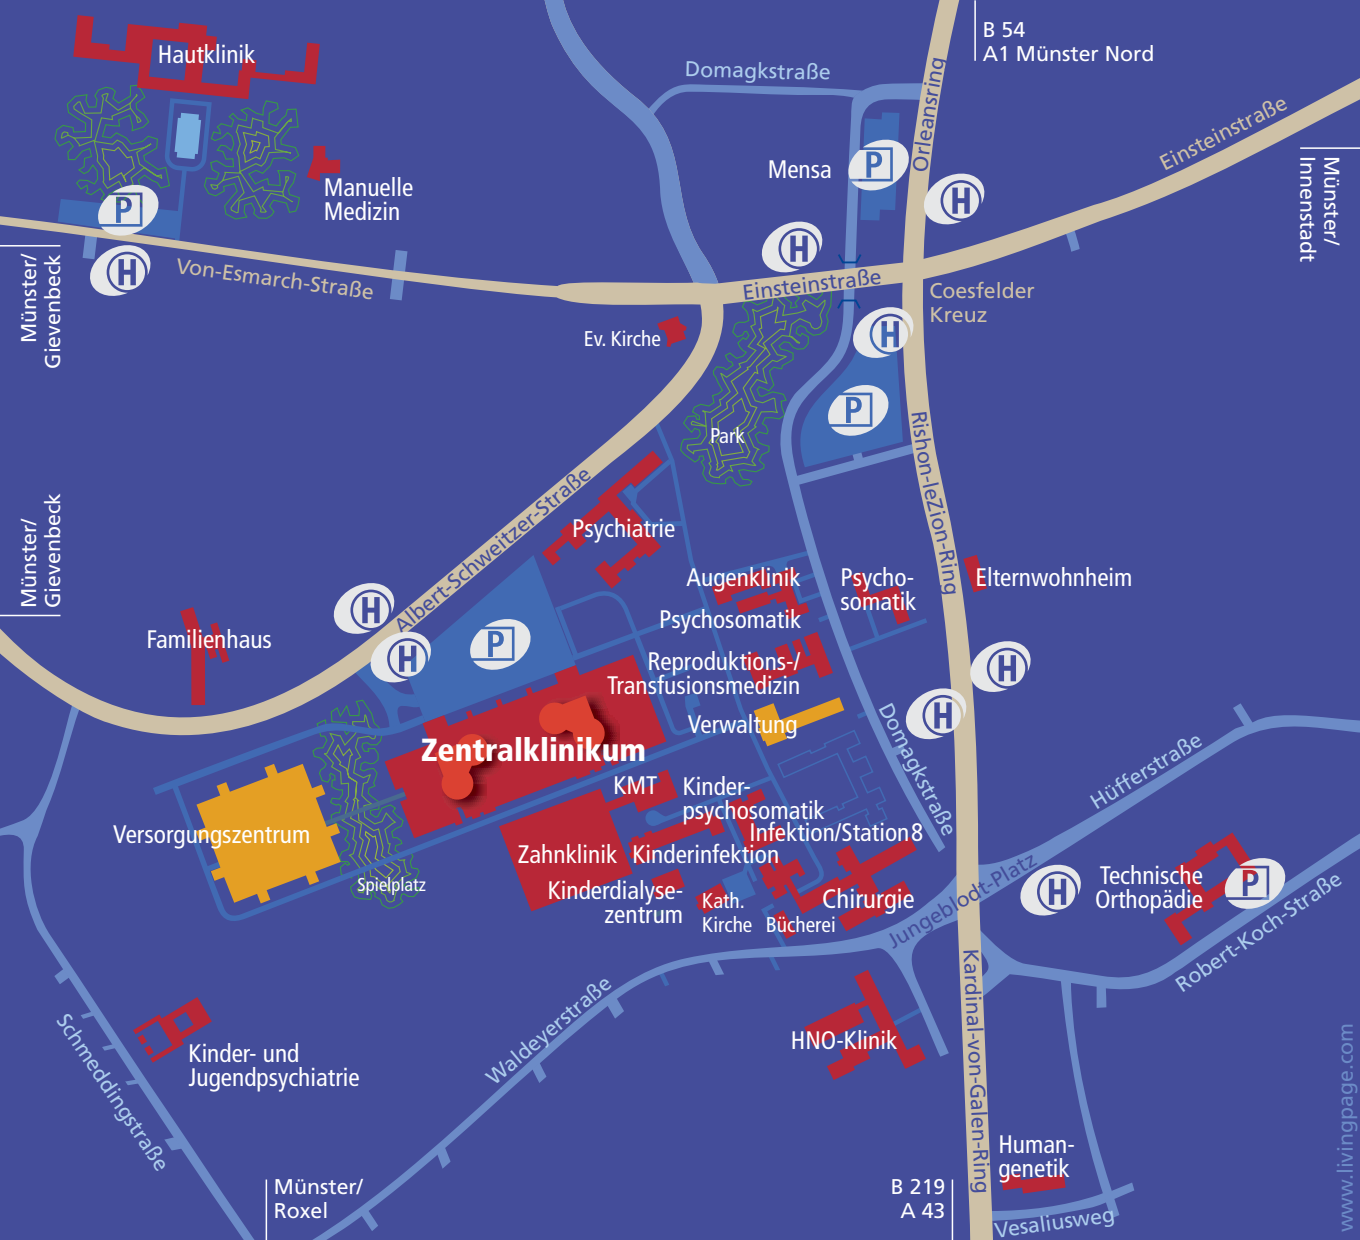 B 54
A1 Münster Nord
Hautklinik
Domagkstraße
Orleansring
Einsteinstraße
Mensa
P
H
Münster/
Innenstadt
Manuelle
Medizin
P
H
H
Von-Esmarch-Straße
Münster/
Gievenbeck
Einsteinstraße
Coesfelder
Kreuz
Ev. Kirche
H
P
Park
Rishon-leZion-Ring
Albert-Schweitzer-Straße
Psychiatrie
Münster/
Gievenbeck
Augenklinik
Psycho-
somatik
Elternwohnheim
H
H
P
Psychosomatik
Familienhaus
Reproduktions-/
Transfusionsmedizin
H
H
Verwaltung
Domagkstraße
Zentralklinikum
KMT
Kinder-
psychosomatik
Hüfferstraße
Versorgungszentrum
Infektion/Station8
Zahnklinik
Kinderinfektion
Spielplatz
Kinderdialyse-
zentrum
Kath.
Kirche
Bücherei
Chirurgie
Jungeblodt-Platz
H
Technische
Orthopädie
P
Robert-Koch-Straße
Kardinal-von-Galen-Ring
Waldeyerstraße
HNO-Klinik
Schmeddingstraße
Kinder- und
Jugendpsychiatrie
Human-
genetik
Münster/
Roxel
B 219
A 43
Vesaliusweg
www.livingpage.com